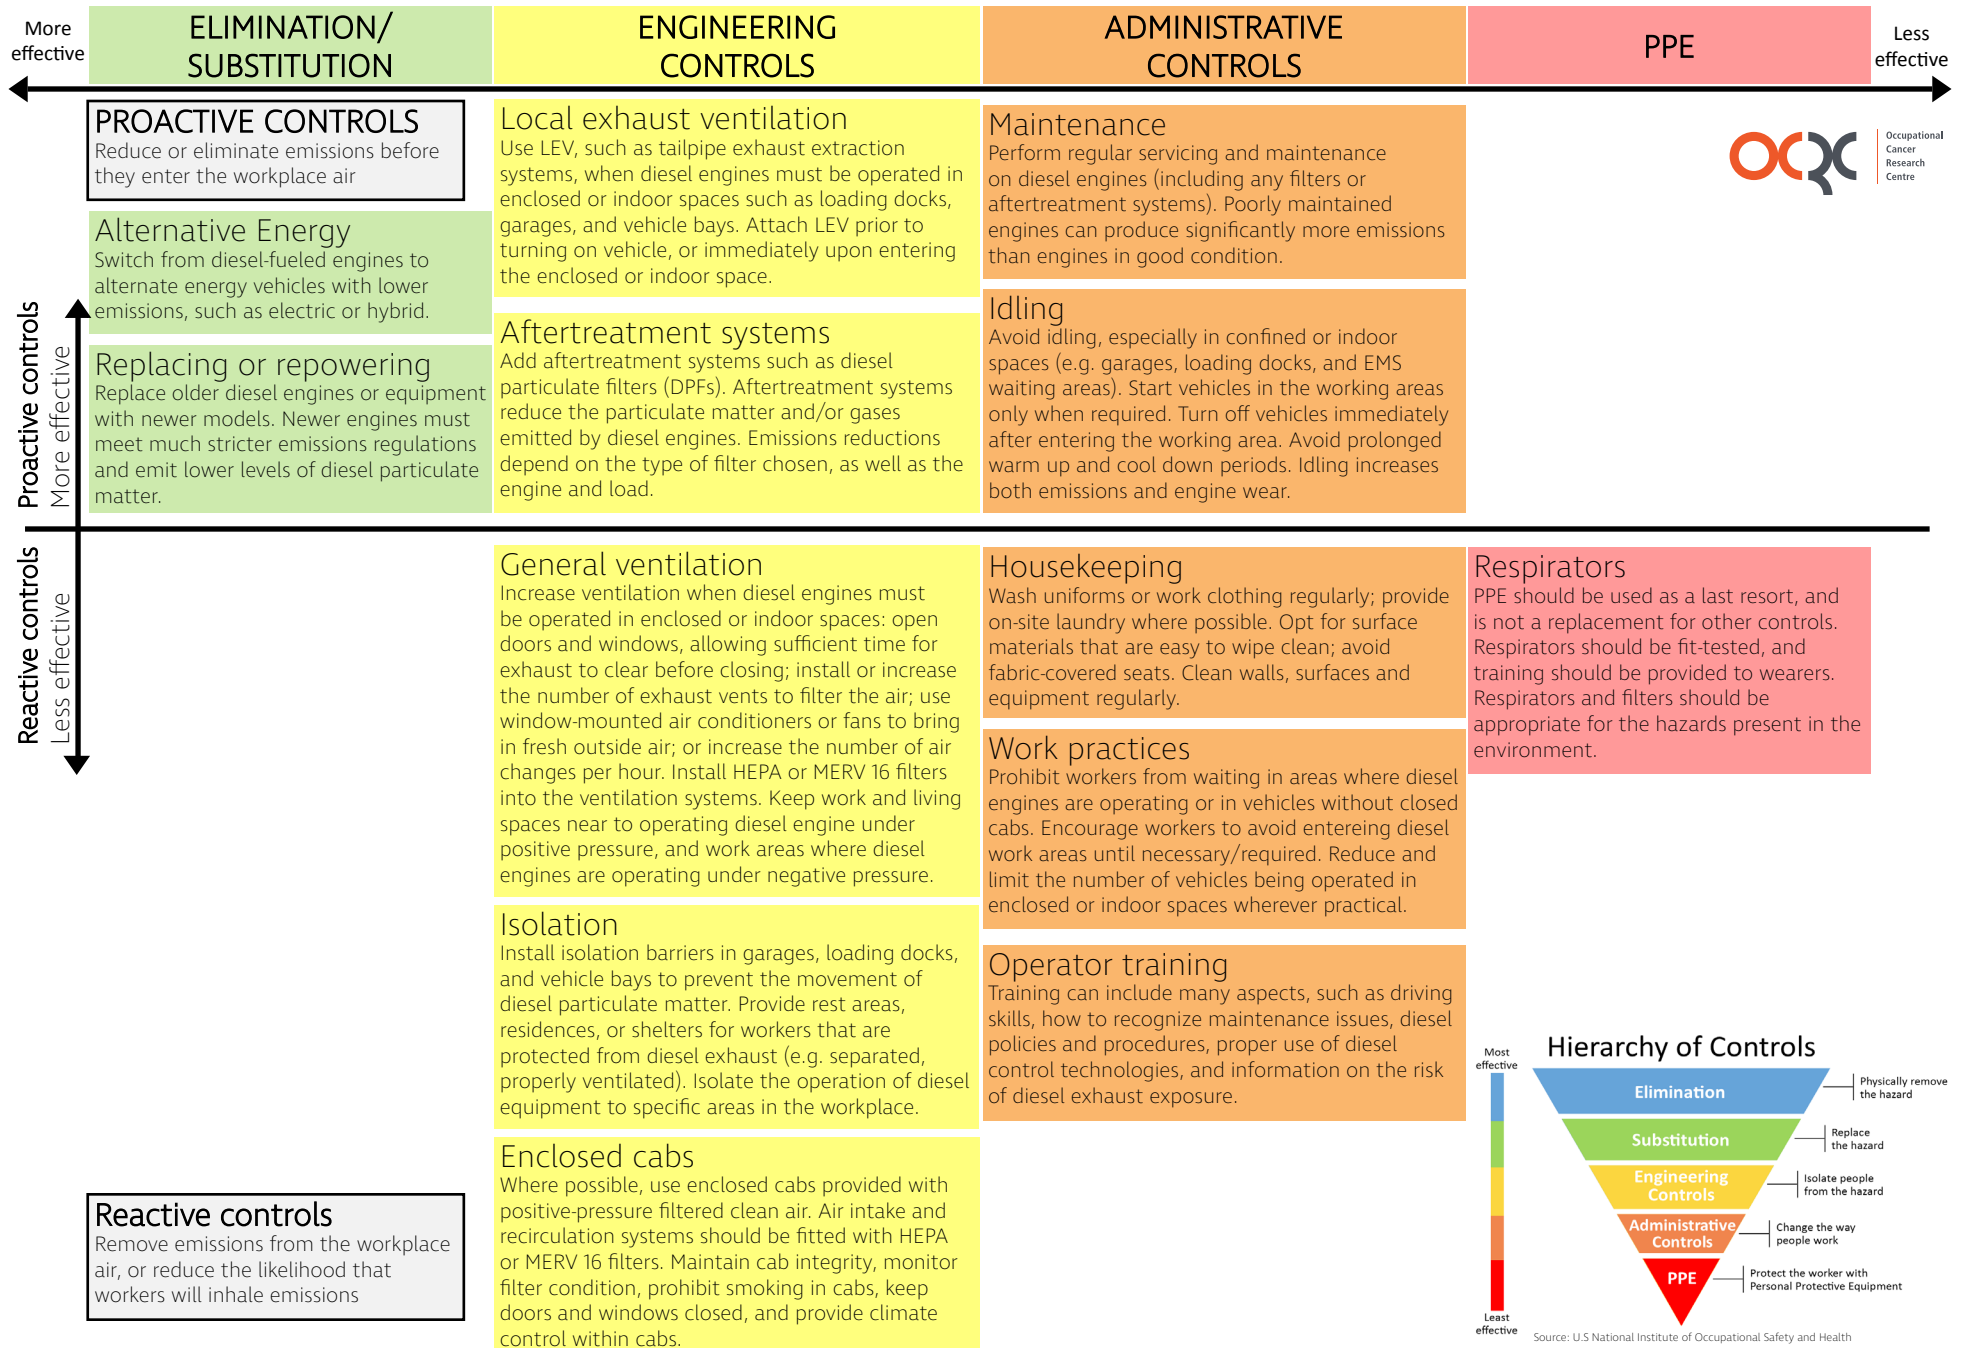 More
effective
ELIMINATION/
SUBSTITUTION
ENGINEERING
CONTROLS
ADMINISTRATIVE
CONTROLS
PPE
Less
effective
PROACTIVE CONTROLS
Reduce or eliminate emissions before
they enter the workplace air
Alternative Energy
Switch from diesel-fueled engines to
alternate energy vehicles with lower
emissions, such as electric or hybrid.
Replacing or repowering
Replace older diesel engines or equipment
with newer models. Newer engines must
meet much stricter emissions regulations
and emit lower levels of diesel particulate
matter.
Proactive controls
More effective
Local exhaust ventilation
Use LEV, such as tailpipe exhaust extraction
systems, when diesel engines must be operated in
enclosed or indoor spaces such as loading docks,
garages, and vehicle bays. Attach LEV prior to
turning on vehicle, or immediately upon entering
the enclosed or indoor space.
Aftertreatment systems
Add aftertreatment systems such as diesel
particulate filters (DPFs). Aftertreatment systems
reduce the particulate matter and/or gases
emitted by diesel engines. Emissions reductions
depend on the type of filter chosen, as well as the
engine and load.
Maintenance
Perform regular servicing and maintenance
on diesel engines (including any filters or
aftertreatment systems). Poorly maintained
engines can produce significantly more emissions
than engines in good condition.
Idling
Avoid idling, especially in confined or indoor
spaces (e.g. garages, loading docks, and EMS
waiting areas). Start vehicles in the working areas
only when required. Turn off vehicles immediately
after entering the working area. Avoid prolonged
warm up and cool down periods. Idling increases
both emissions and engine wear.
OCRC
Occupational
Cancer
Research
Centre
Reactive controls
Less effective
General ventilation
Increase ventilation when diesel engines must
be operated in enclosed or indoor spaces: open
doors and windows, allowing sufficient time for
exhaust to clear before closing; install or increase
the number of exhaust vents to filter the air; use
window-mounted air conditioners or fans to bring
in fresh outside air; or increase the number of air
changes per hour. Install HEPA or MERV 16 filters
into the ventilation systems. Keep work and living
spaces near to operating diesel engine under
positive pressure, and work areas where diesel
engines are operating under negative pressure.
Isolation
Install isolation barriers in garages, loading docks,
and vehicle bays to prevent the movement of
diesel particulate matter. Provide rest areas,
residences, or shelters for workers that are
protected from diesel exhaust (e.g. separated,
properly ventilated). Isolate the operation of diesel
equipment to specific areas in the workplace.
Enclosed cabs
Where possible, use enclosed cabs provided with
positive-pressure filtered clean air. Air intake and
recirculation systems should be fitted with HEPA
or MERV 16 filters. Maintain cab integrity, monitor
filter condition, prohibit smoking in cabs, keep
doors and windows closed, and provide climate
control within cabs.
Housekeeping
Wash uniforms or work clothing regularly; provide
on-site laundry where possible. Opt for surface
materials that are easy to wipe clean; avoid
fabric-covered seats. Clean walls, surfaces and
equipment regularly.
Work practices
Prohibit workers from waiting in areas where diesel
engines are operating or in vehicles without closed
cabs. Encourage workers to avoid entereing diesel
work areas until necessary/required. Reduce and
limit the number of vehicles being operated in
enclosed or indoor spaces wherever practical.
Operator training
Training can include many aspects, such as driving
skills, how to recognize maintenance issues, diesel
policies and procedures, proper use of diesel
control technologies, and information on the risk
of diesel exhaust exposure.
Respirators
PPE should be used as a last resort, and
is not a replacement for other controls.
Respirators should be fit-tested, and
training should be provided to wearers.
Respirators and filters should be
appropriate for the hazards present in the
environment.
Reactive controls
Remove emissions from the workplace
air, or reduce the likelihood that
workers will inhale emissions
Hierarchy of Controls
Most
effective
Elimination
Physically remove
the hazard
Substitution
Replace
the hazard
Engineering
Controls
Isolate people
from the hazard
Administrative
Controls
Change the way
people work
PPE
Protect the worker with
Personal Protective Equipment
Least
effective
Source: U.S National Institute of Occupational Safety and Health